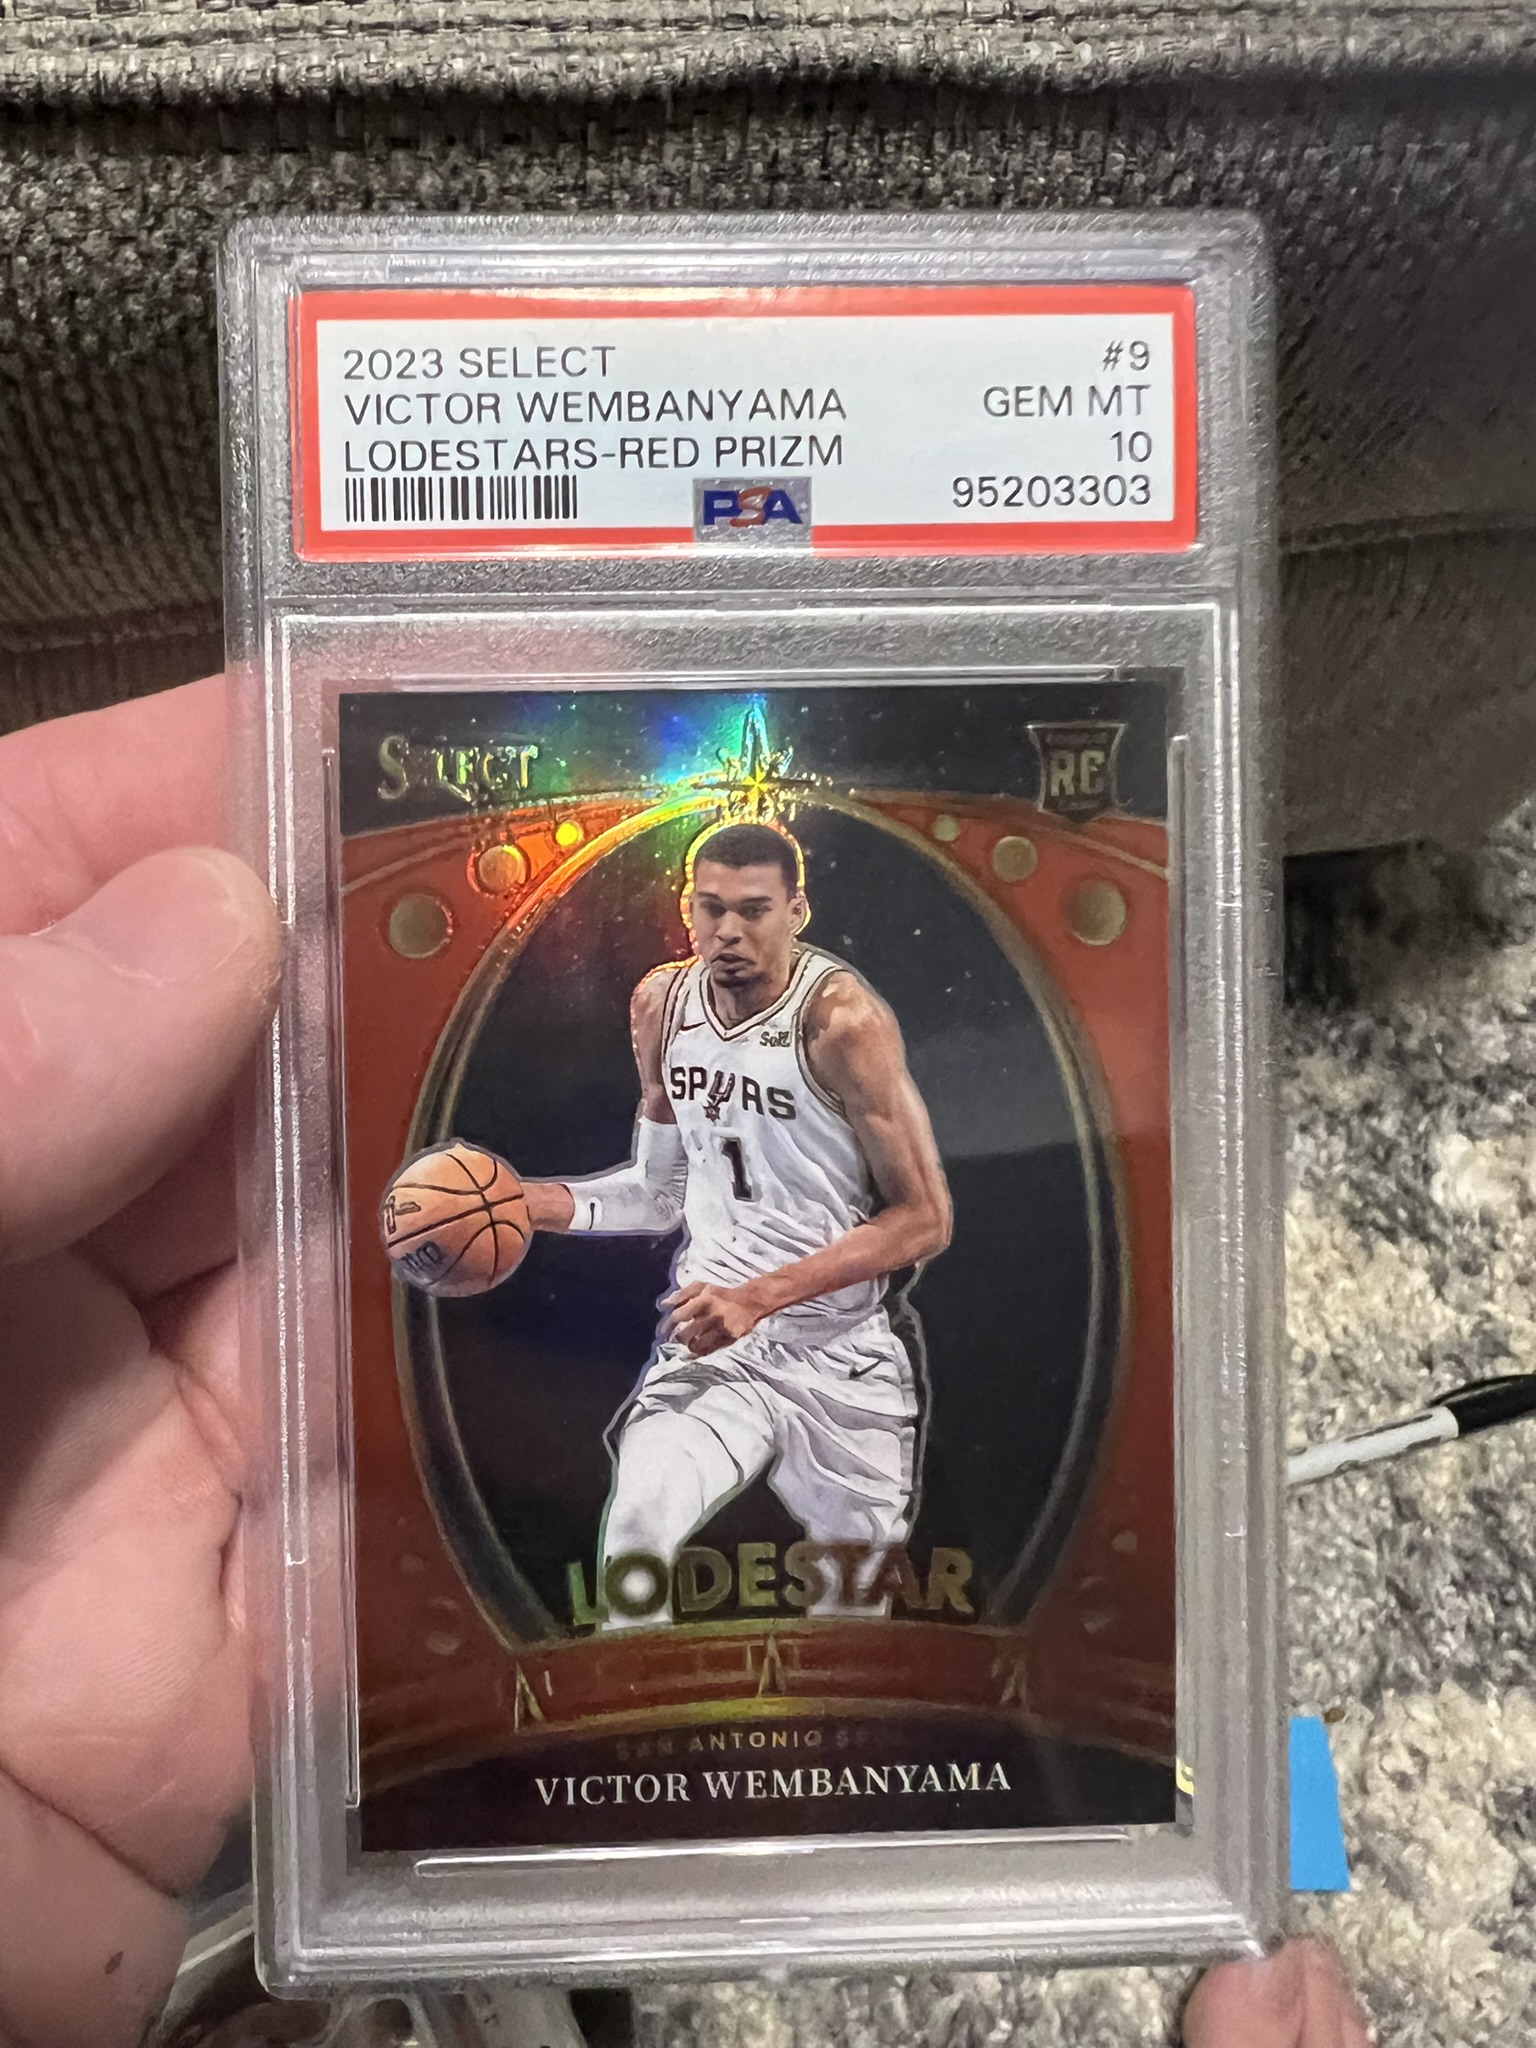 2023 SELECT #9
VICTOR WEMBANYAMA GEM MT
LODESTARS-RED PRIZM 10
PSA 95203303
SELECT
RC
Self
SPURS
1
LODESTAR
SAN ANTONIO
VICTOR WEMBANYAMA